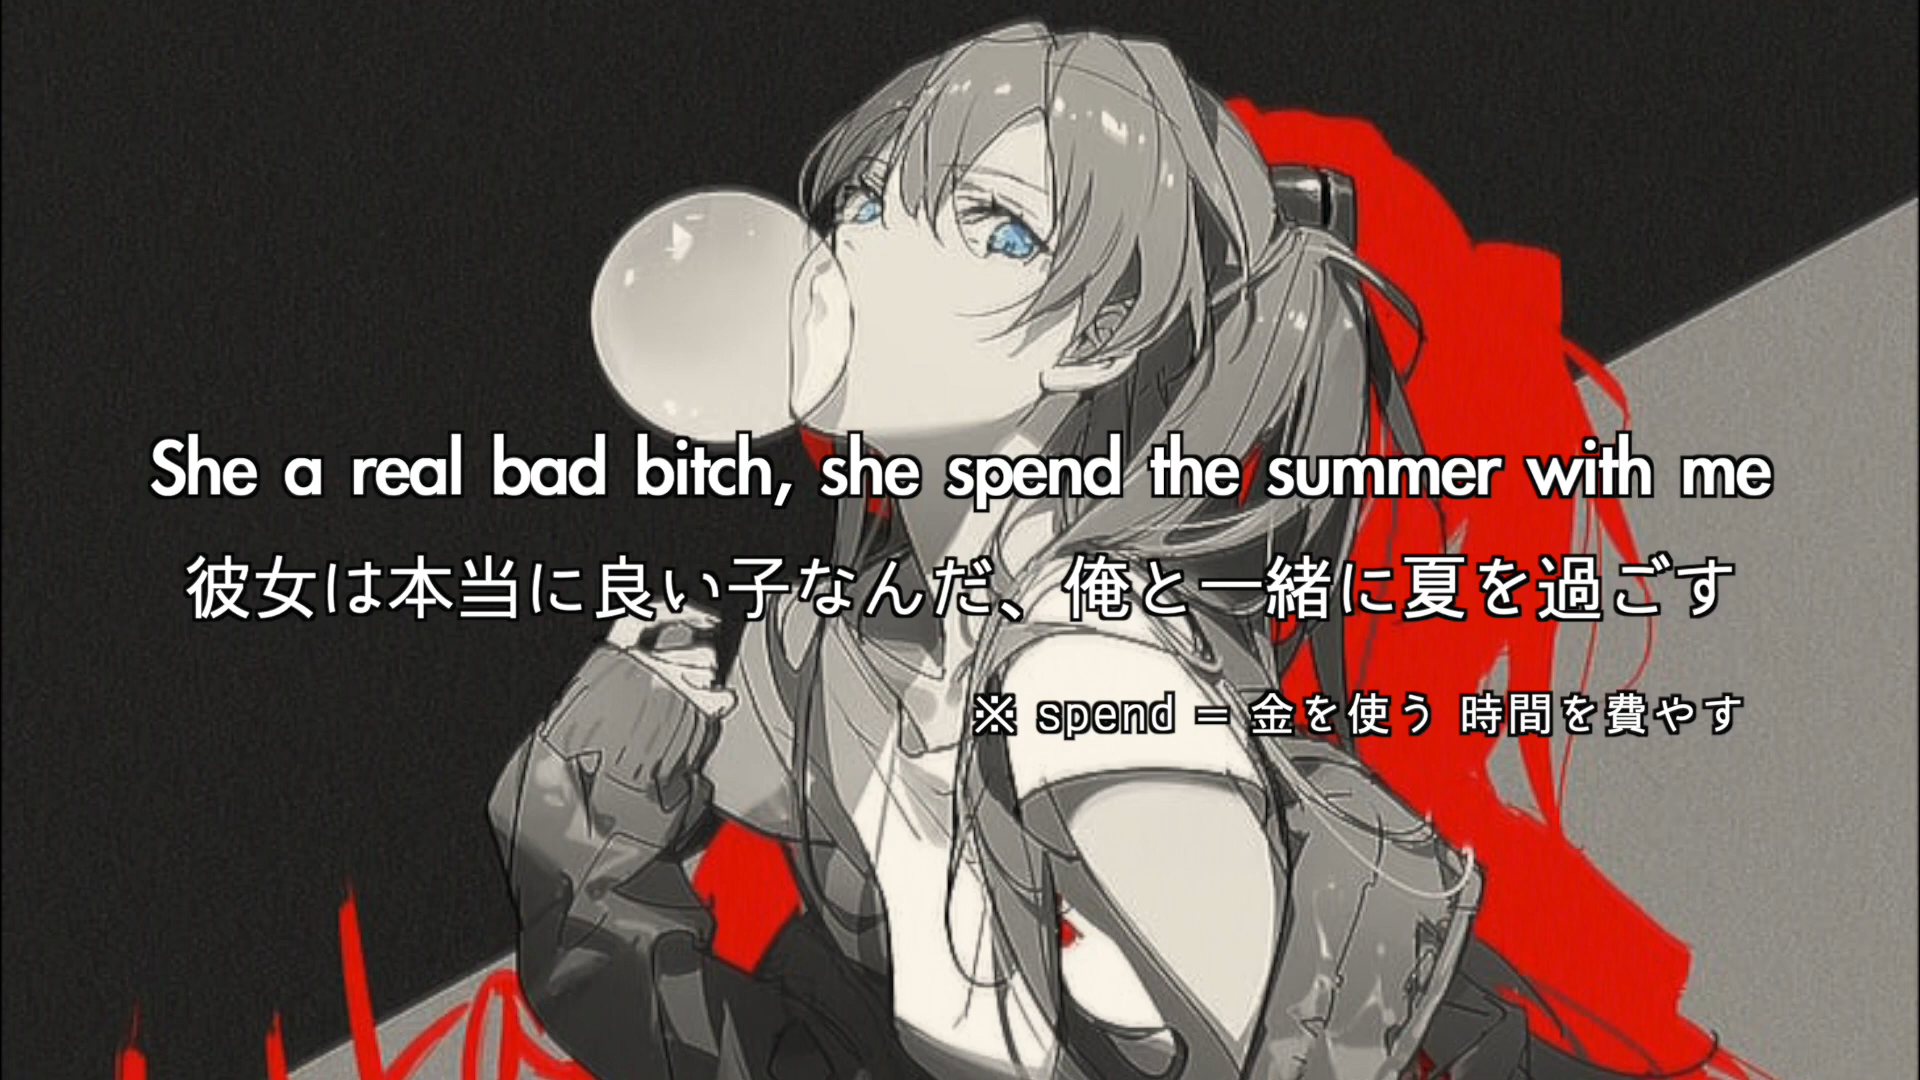 She a real bad bitch, she spend the summer with me
彼女は本当に良い子なんだ、俺と一緒に夏を過ごす
※ spend = 金を使う 時間を費やす